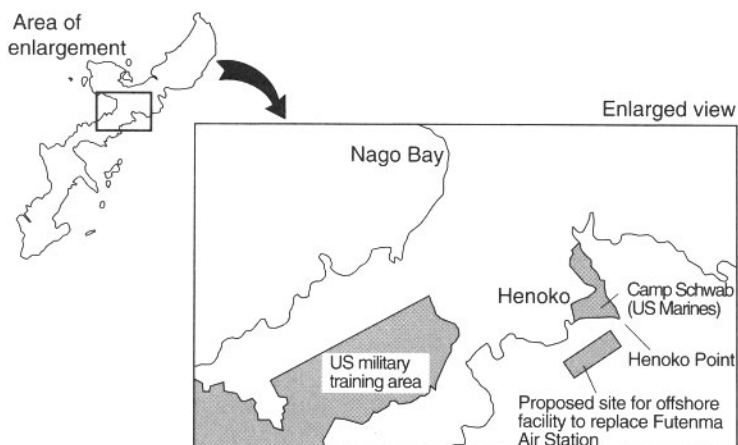 Area of
enlargement
Enlarged view
Nago Bay
Henoko
Camp Schwab
(US Marines)
US military
training area
Henoko Point
Proposed site for offshore
facility to replace Futenma
Air Station